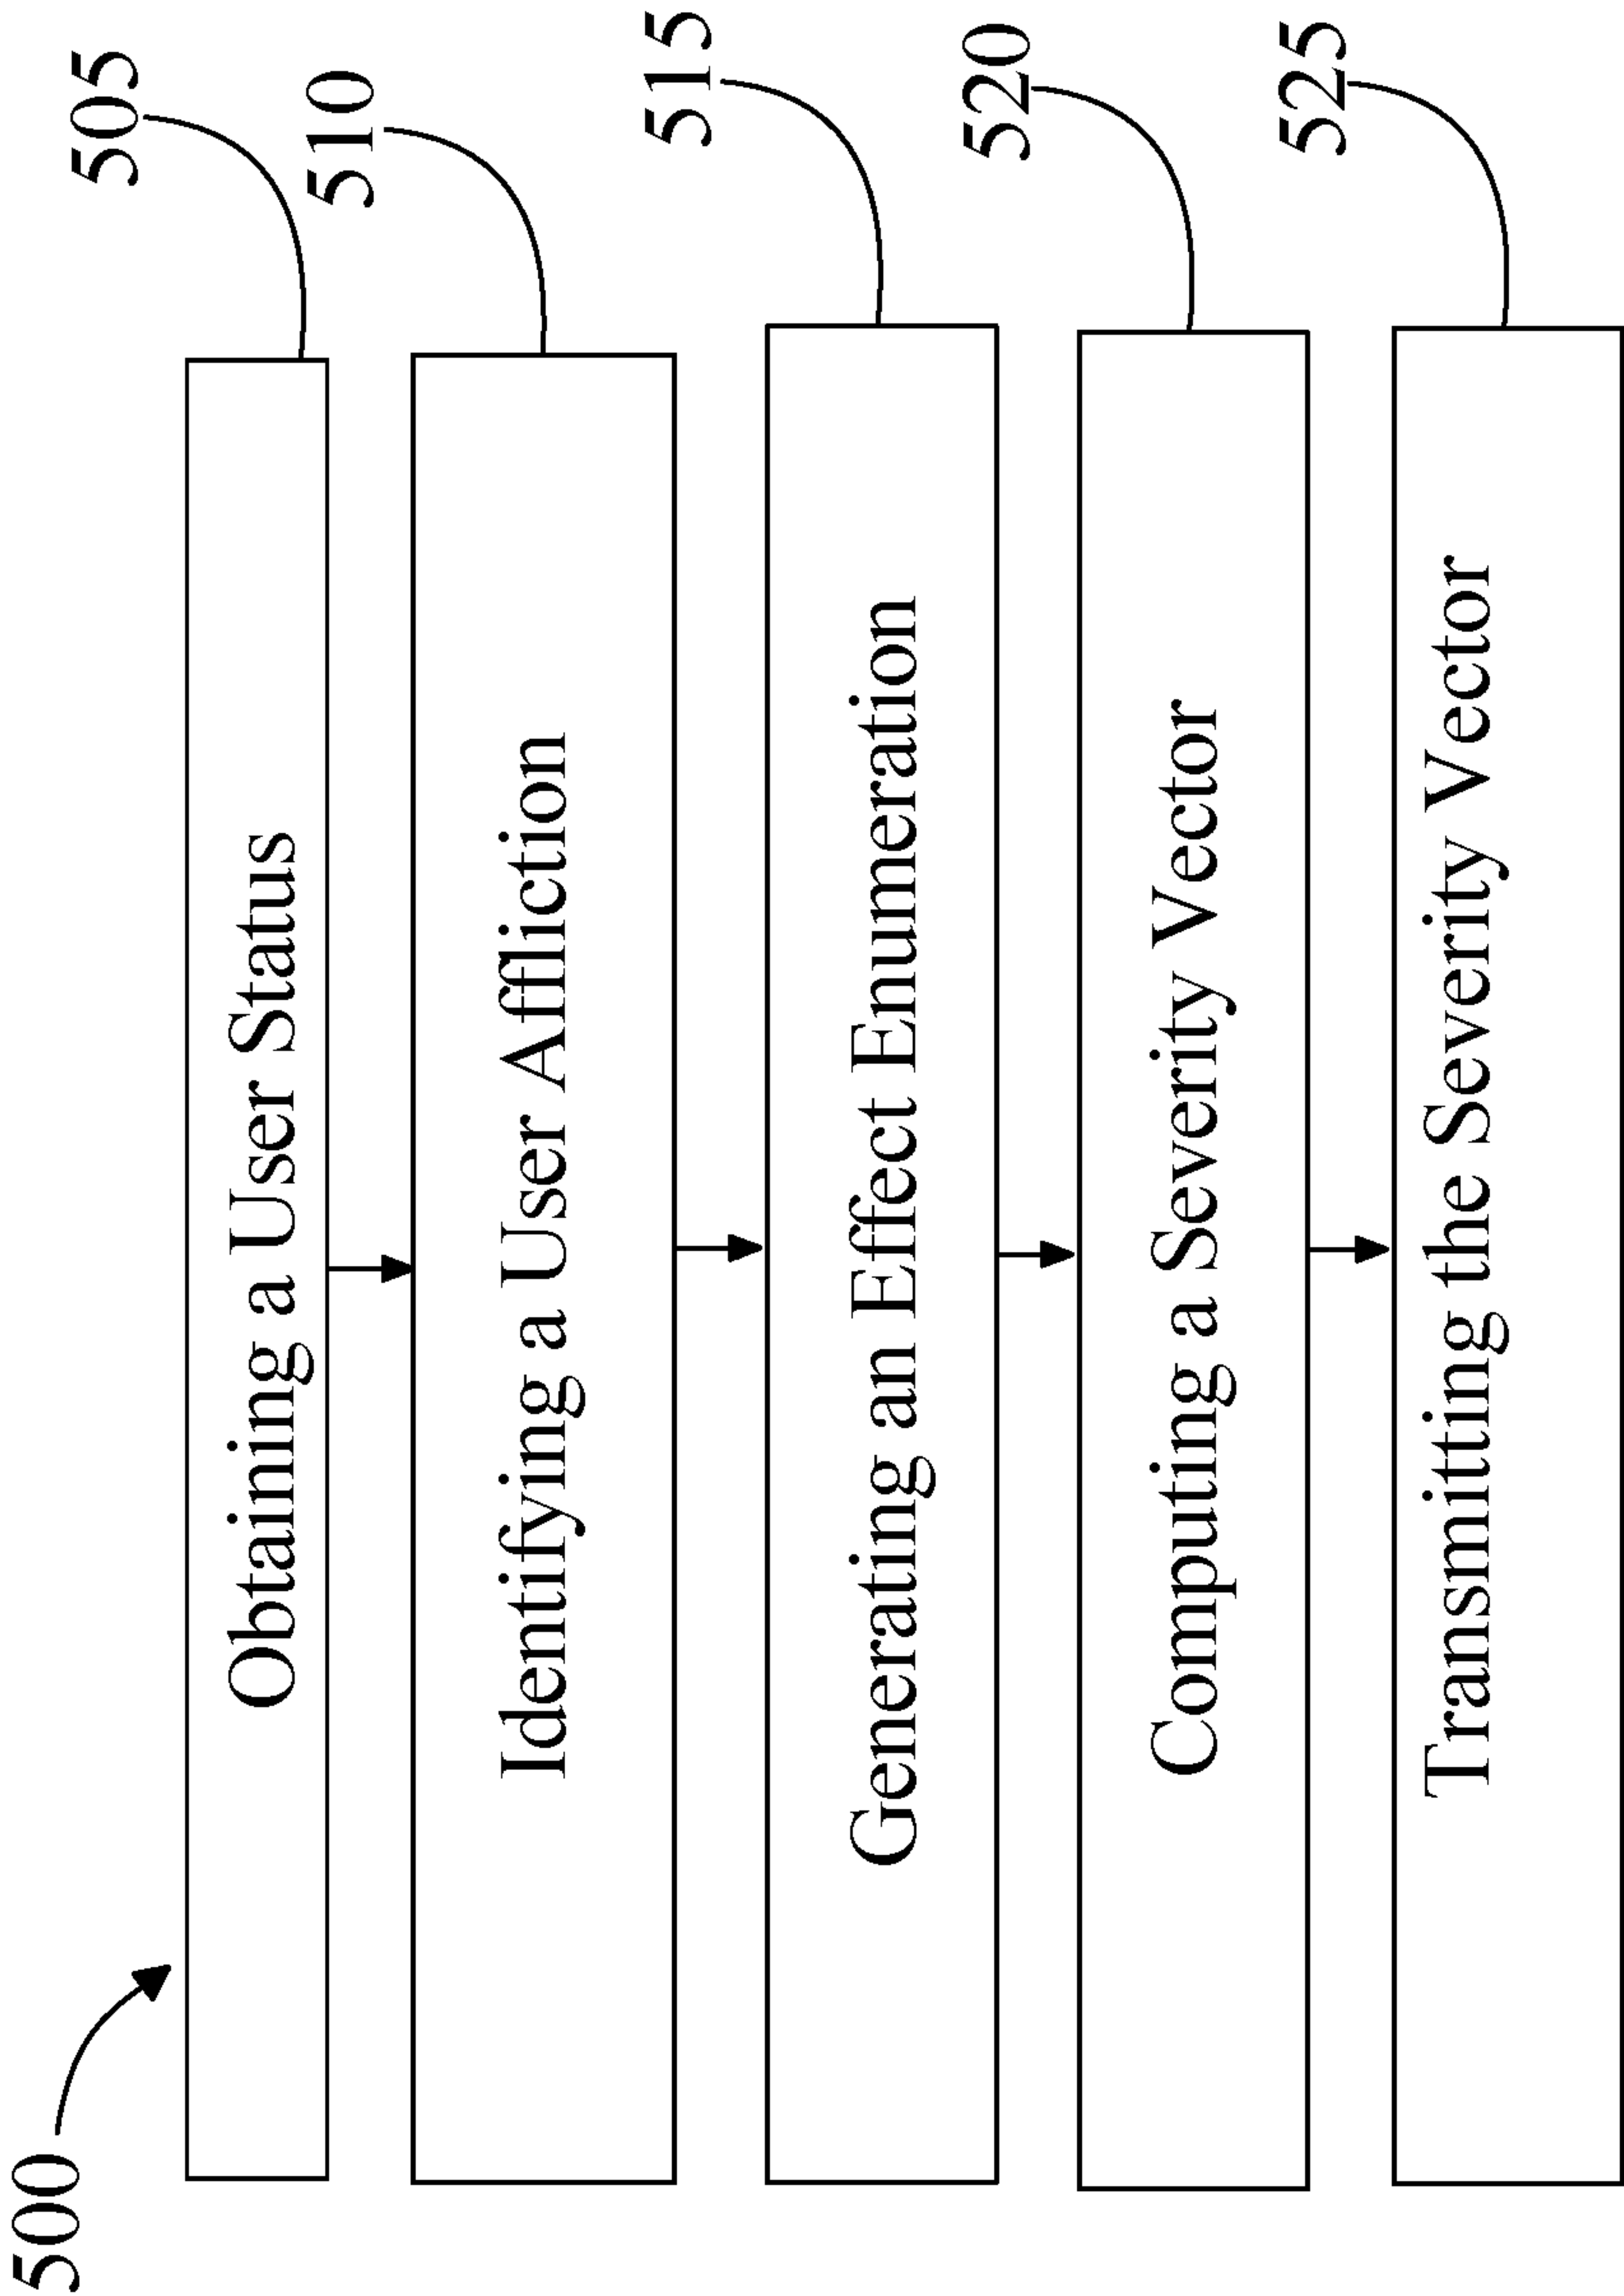 500
505
Obtaining a User Status
510
Identifying a User Affliction
515
Generating an Effect Enumeration
520
Computing a Severity Vector
525
Transmitting the Severity Vector